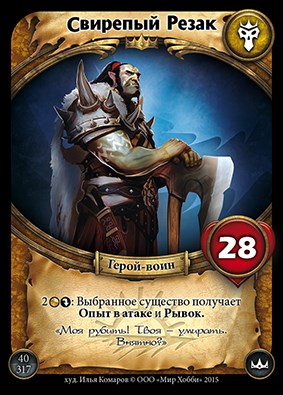 Свирепый Резак
28
Герой-воин
2: Выбранное существо получает
Опыт в атаке и Рывок.
«Моя рубить! Твоя – умирать.
Внятно?»
40
317
худ. Илья Комаров © ООО «Мир Хобби» 2015